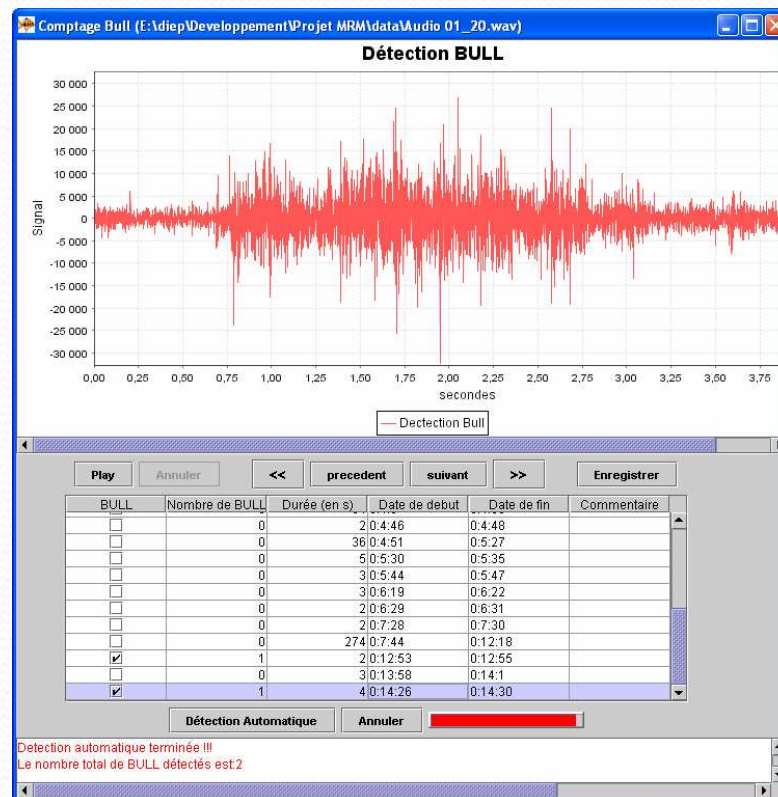 Comptage Bull (E:\diep\Developpement\Projet MRM\data\Audio 01_20.wav)
Détection BULL
30 000
25 000
20 000
15 000
10 000
5 000
0
-5 000
-10 000
-15 000
-20 000
-25 000
-30 000
Signal
0,00 0,25 0,50 0,75 1,00 1,25 1,50 1,75 2,00 2,25 2,50 2,75 3,00 3,25 3,50 3,75
secondes
Dectection Bull
Play Annuler << precedent suivant >> Enregistrer
BULL Nombre de BULL Durée (en s) Date de debut Date de fin Commentaire
0 2 0:4:46 0:4:48
0 36 0:4:51 0:5:27
0 5 0:5:30 0:5:35
0 3 0:5:44 0:5:47
0 3 0:6:19 0:6:22
0 2 0:6:29 0:6:31
0 2 0:7:28 0:7:30
0 274 0:7:44 0:12:18
1 2 0:12:53 0:12:55
0 3 0:13:58 0:14:1
1 4 0:14:26 0:14:30
Détection Automatique Annuler
Detection automatique terminée !!!
Le nombre total de BULL détectés est:2